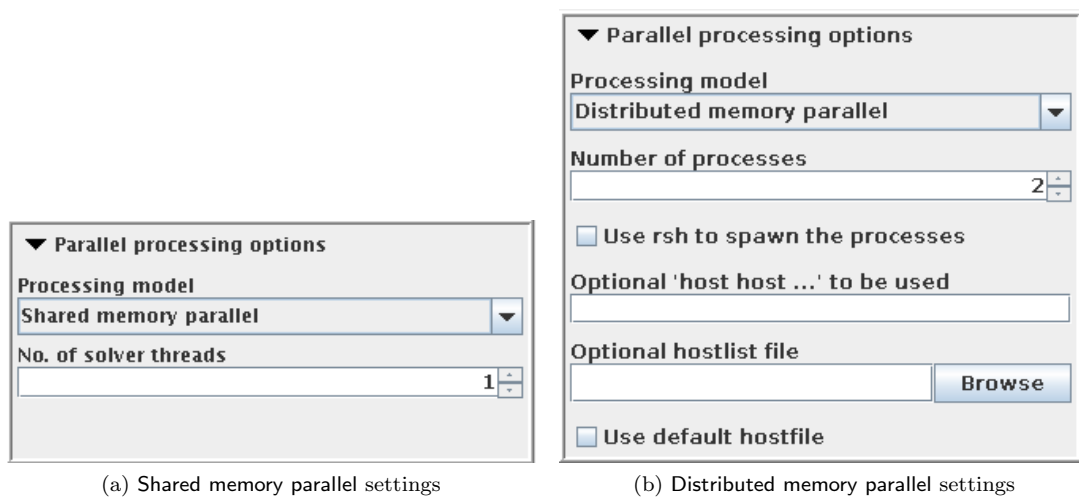 Parallel processing options
Processing model
Shared memory parallel
No. of solver threads
1
(a) Shared memory parallel settings
Parallel processing options
Processing model
Distributed memory parallel
Number of processes
2
Use rsh to spawn the processes
Optional 'host host ...' to be used
Optional hostlist file
Browse
Use default hostfile
(b) Distributed memory parallel settings